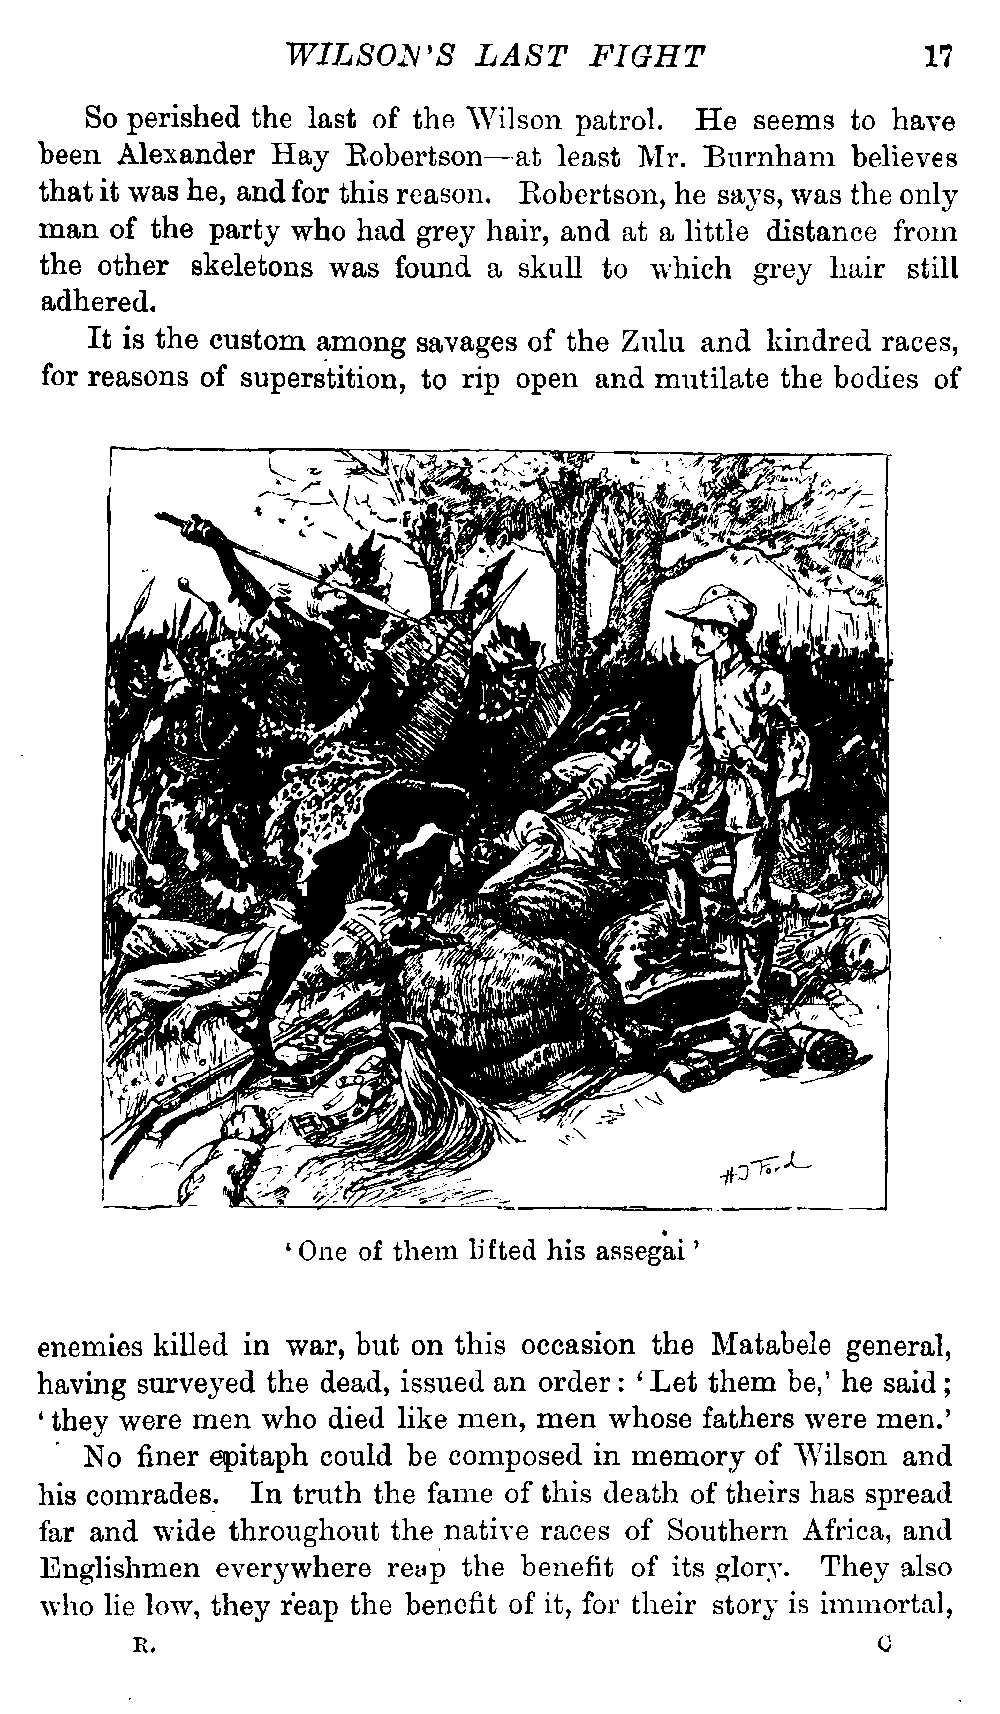 WILSON'S LAST FIGHT 17
So perished the last of the Wilson patrol. He seems to have
been Alexander Hay Robertson—at least Mr. Burnham believes
that it was he, and for this reason. Robertson, he says, was the only
man of the party who had grey hair, and at a little distance from
the other skeletons was found a skull to which grey hair still
adhered.
It is the custom among savages of the Zulu and kindred races,
for reasons of superstition, to rip open and mutilate the bodies of
H J Ford
'One of them lifted his assegai'
enemies killed in war, but on this occasion the Matabele general,
having surveyed the dead, issued an order: 'Let them be,' he said;
'they were men who died like men, men whose fathers were men.'
No finer epitaph could be composed in memory of Wilson and
his comrades. In truth the fame of this death of theirs has spread
far and wide throughout the native races of Southern Africa, and
Englishmen everywhere reap the benefit of its glory. They also
who lie low, they reap the benefit of it, for their story is immortal,
R. C